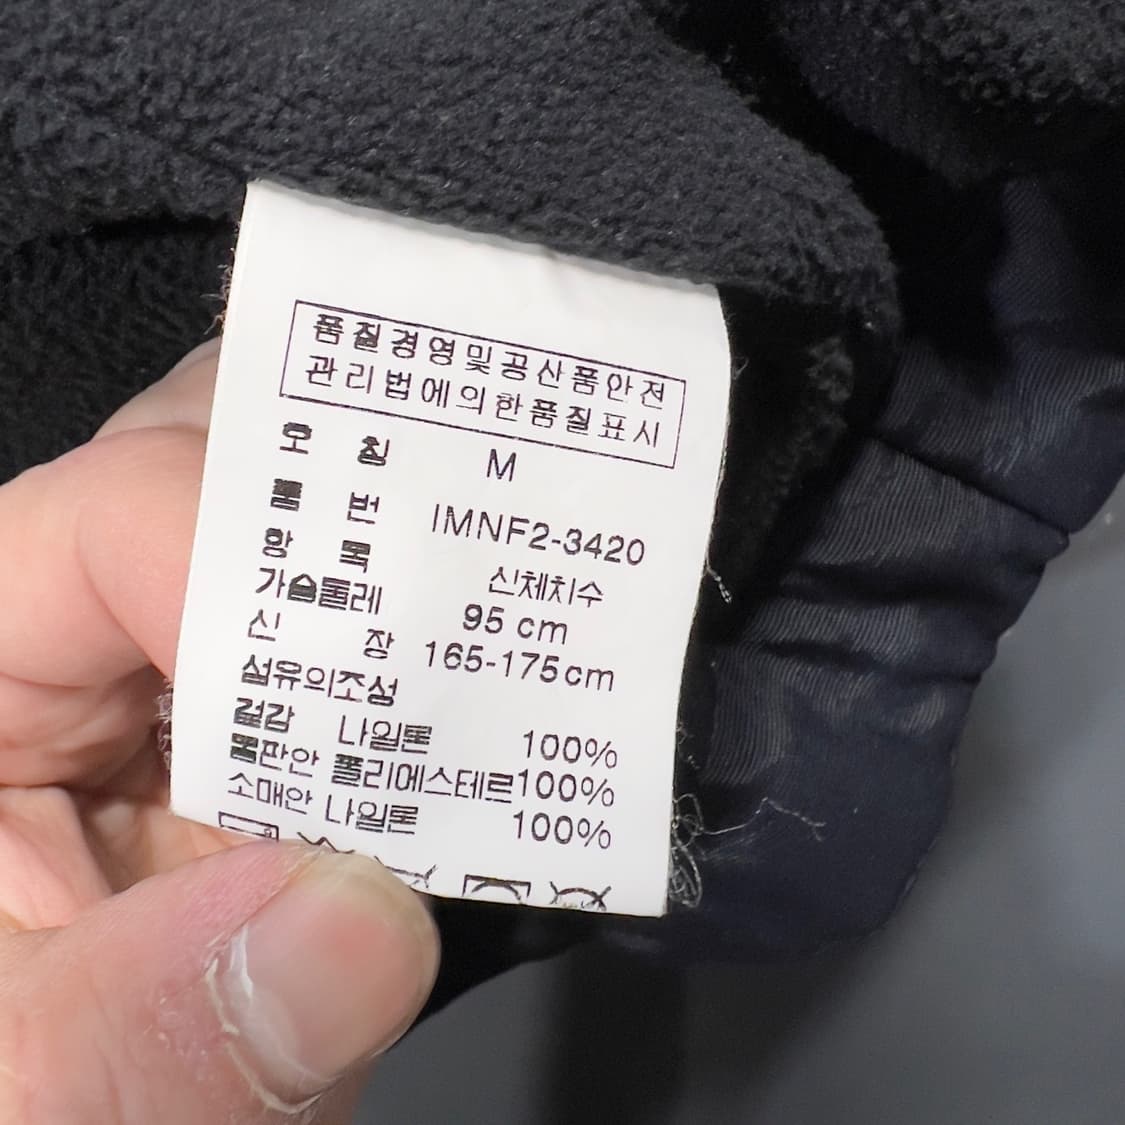 품질경영및공산품안전
관리법에의한품질표시
호 칭 M
품 번 IMNF2-3420
항 목 신체치수
가슴둘레 95 cm
신 장 165-175cm
섬유의조성
겉감 나일론 100%
몸판안 폴리에스테르100%
소매안 나일론 100%